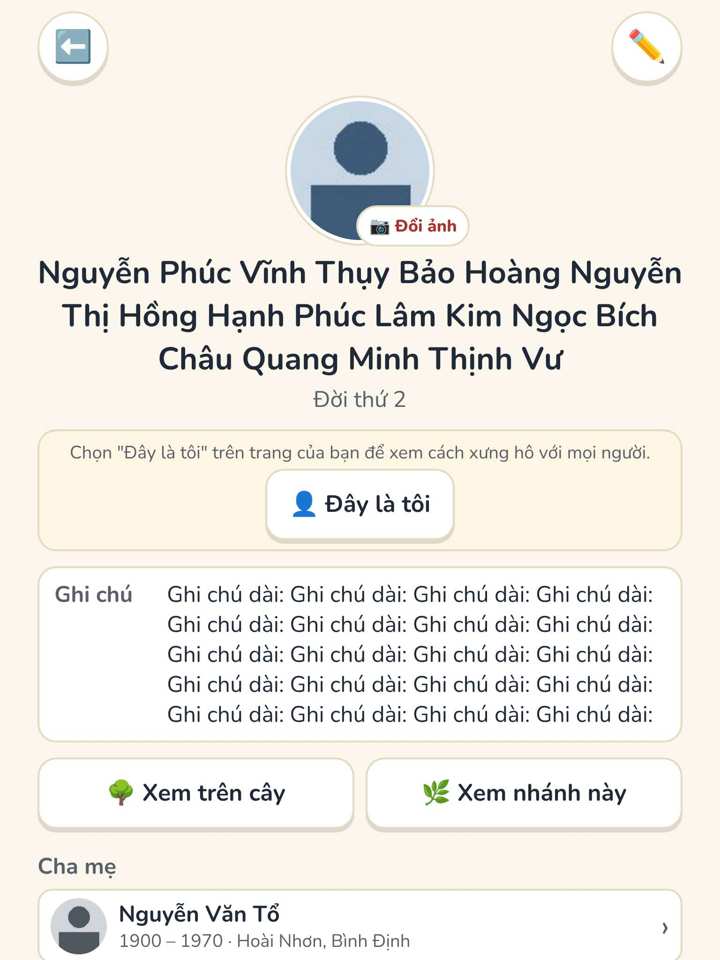 Đổi ảnh
Nguyễn Phúc Vĩnh Thụy Bảo Hoàng Nguyễn
Thị Hồng Hạnh Phúc Lâm Kim Ngọc Bích
Châu Quang Minh Thịnh Vư
Đời thứ 2
Chọn "Đây là tôi" trên trang của bạn để xem cách xưng hô với mọi người.
Đây là tôi
Ghi chú
Ghi chú dài: Ghi chú dài: Ghi chú dài: Ghi chú dài:
Ghi chú dài: Ghi chú dài: Ghi chú dài: Ghi chú dài:
Ghi chú dài: Ghi chú dài: Ghi chú dài: Ghi chú dài:
Ghi chú dài: Ghi chú dài: Ghi chú dài: Ghi chú dài:
Ghi chú dài: Ghi chú dài: Ghi chú dài: Ghi chú dài:
Xem trên cây
Xem nhánh này
Cha mẹ
Nguyễn Văn Tổ
1900 – 1970 · Hoài Nhơn, Bình Định